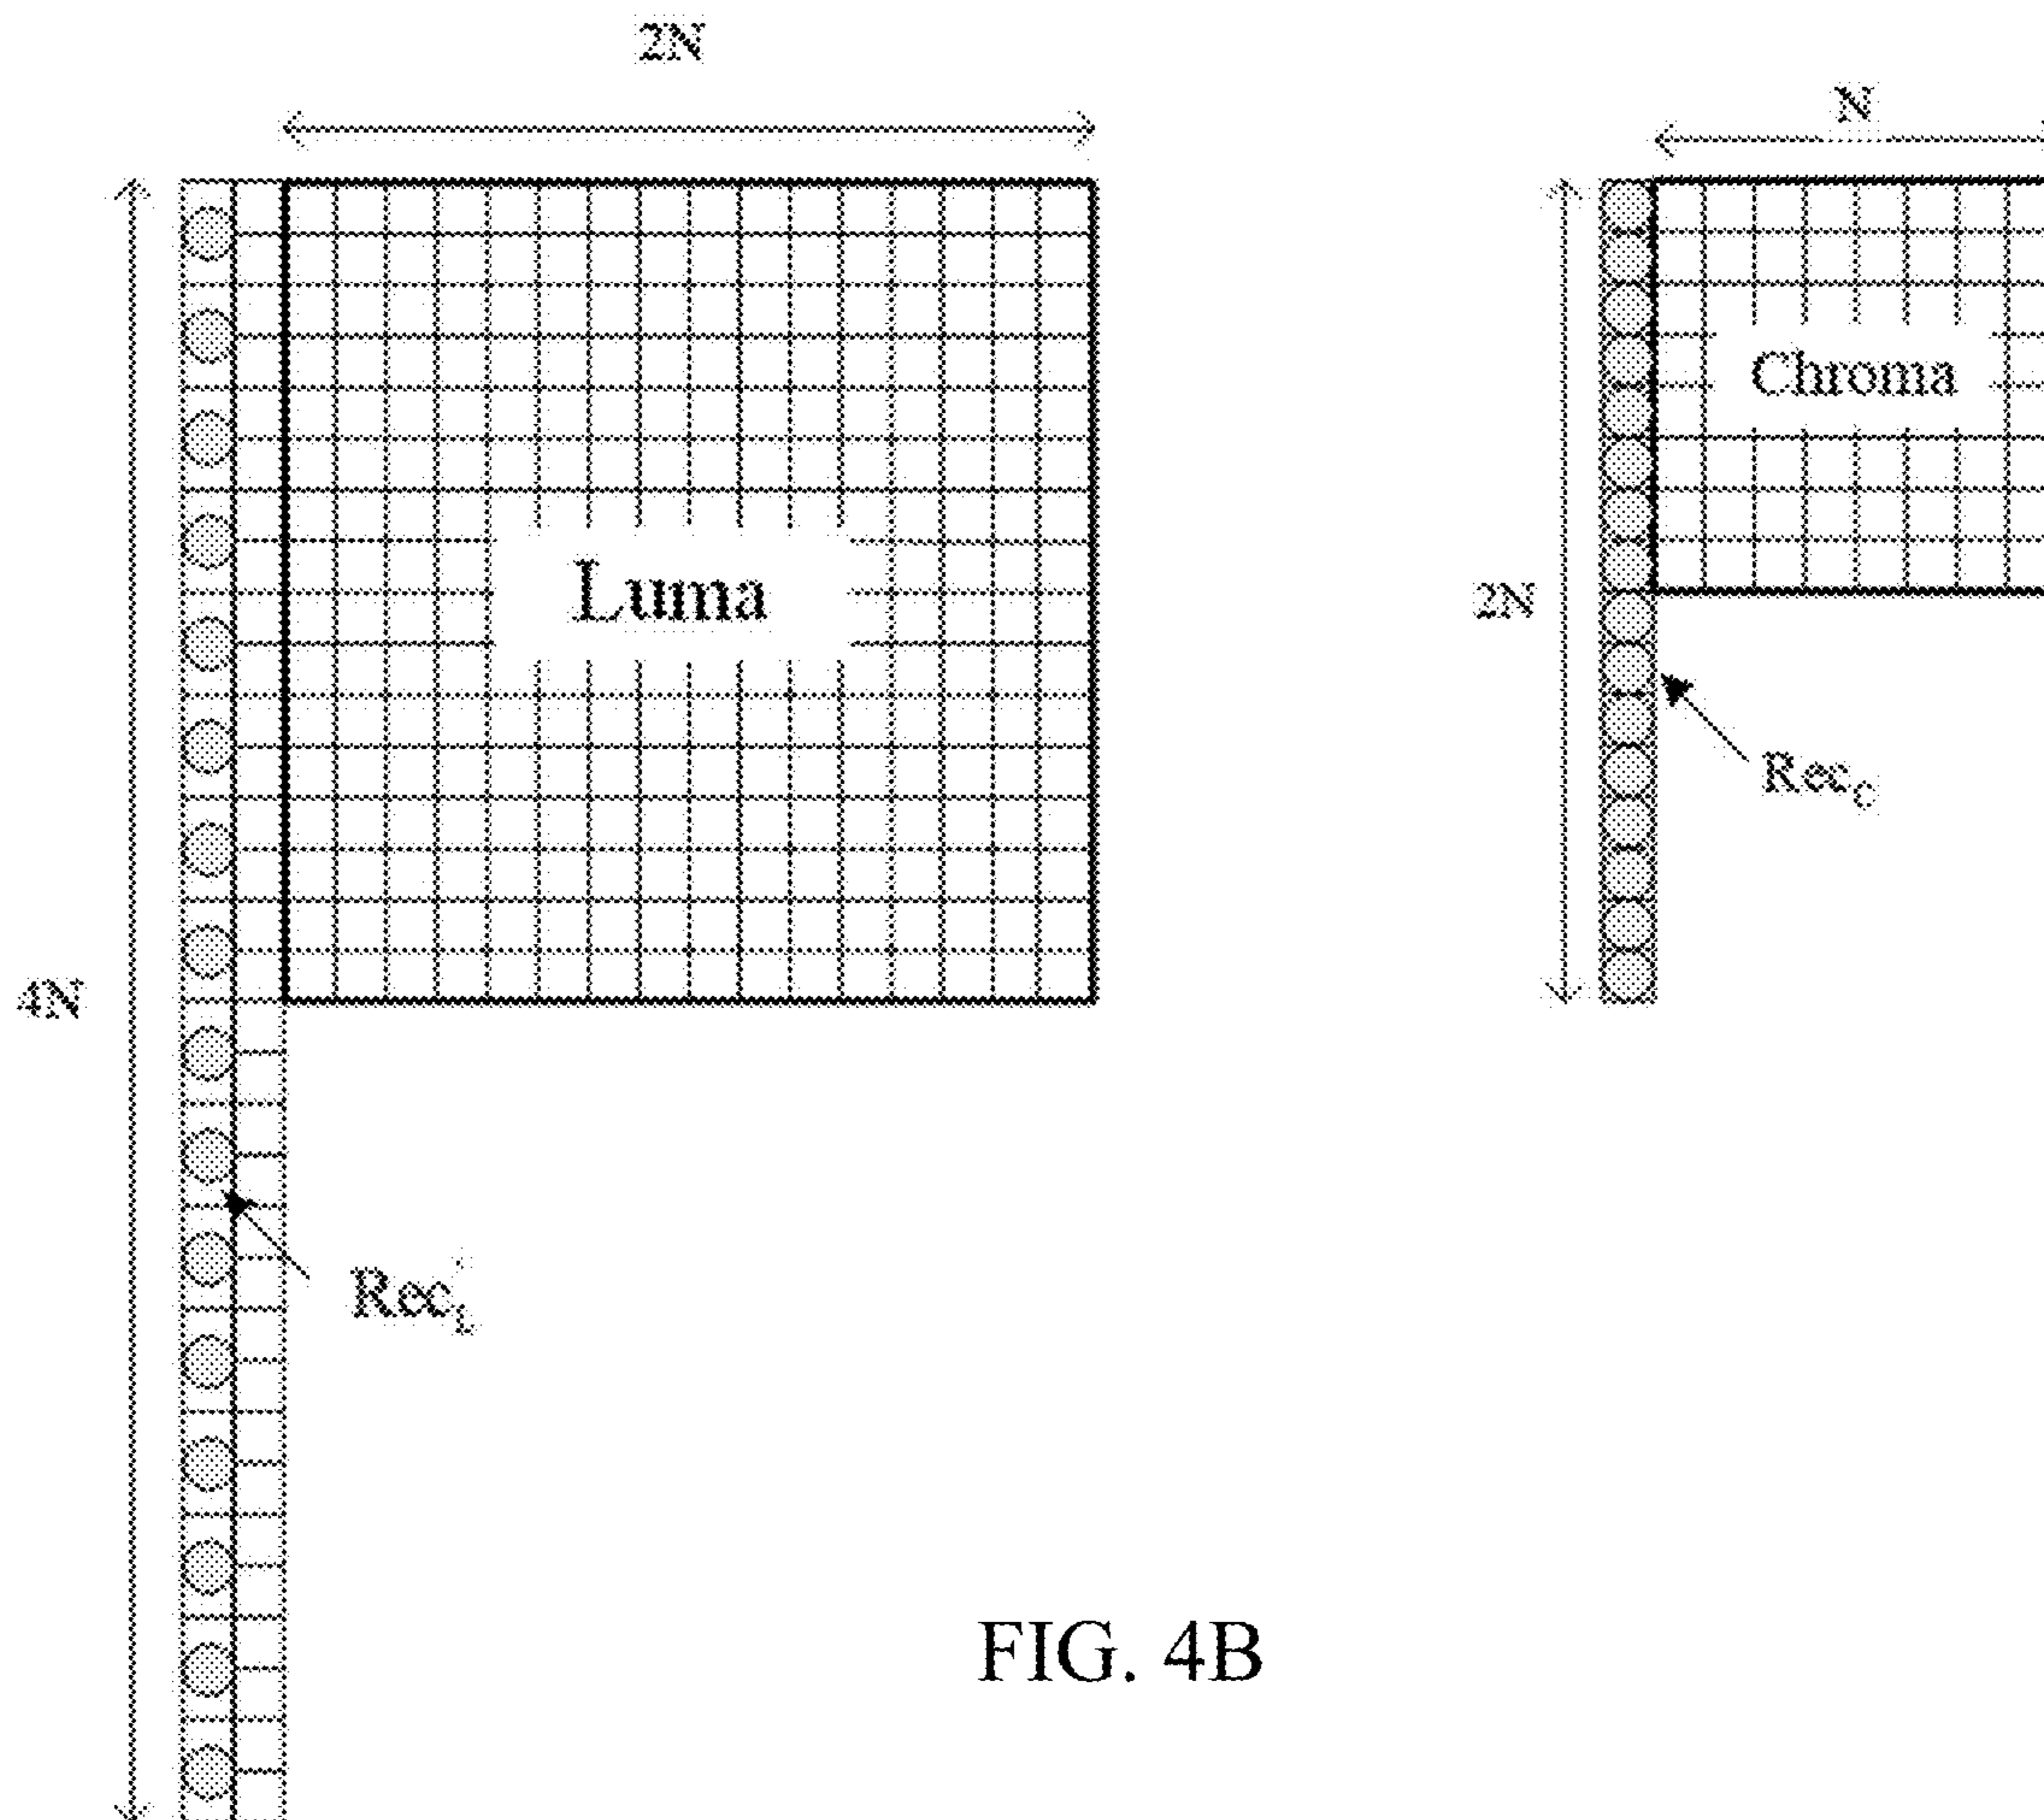 2N
N
Chroma
Luma
2N
Rec_C
4N
Rec'_L
FIG. 4B